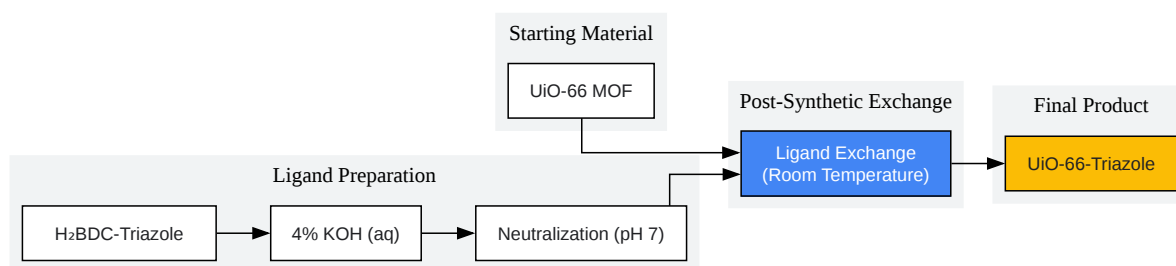 Starting Material
UiO-66 MOF
Post-Synthetic Exchange
Ligand Exchange
(Room Temperature)
Final Product
UiO-66-Triazole
Ligand Preparation
H₂BDC-Triazole
4% KOH (aq)
Neutralization (pH 7)